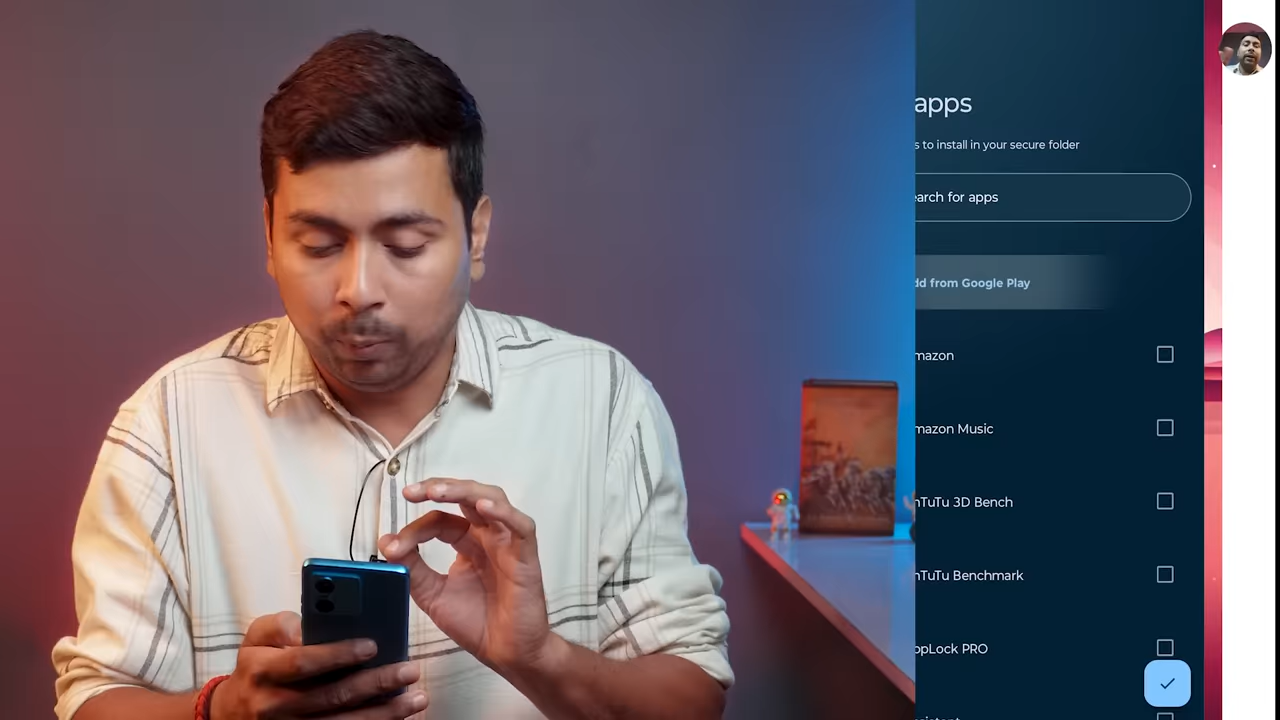 apps
s to install in your secure folder
earch for apps
dd from Google Play
mazon
mazon Music
nTuTu 3D Bench
nTuTu Benchmark
ppLock PRO